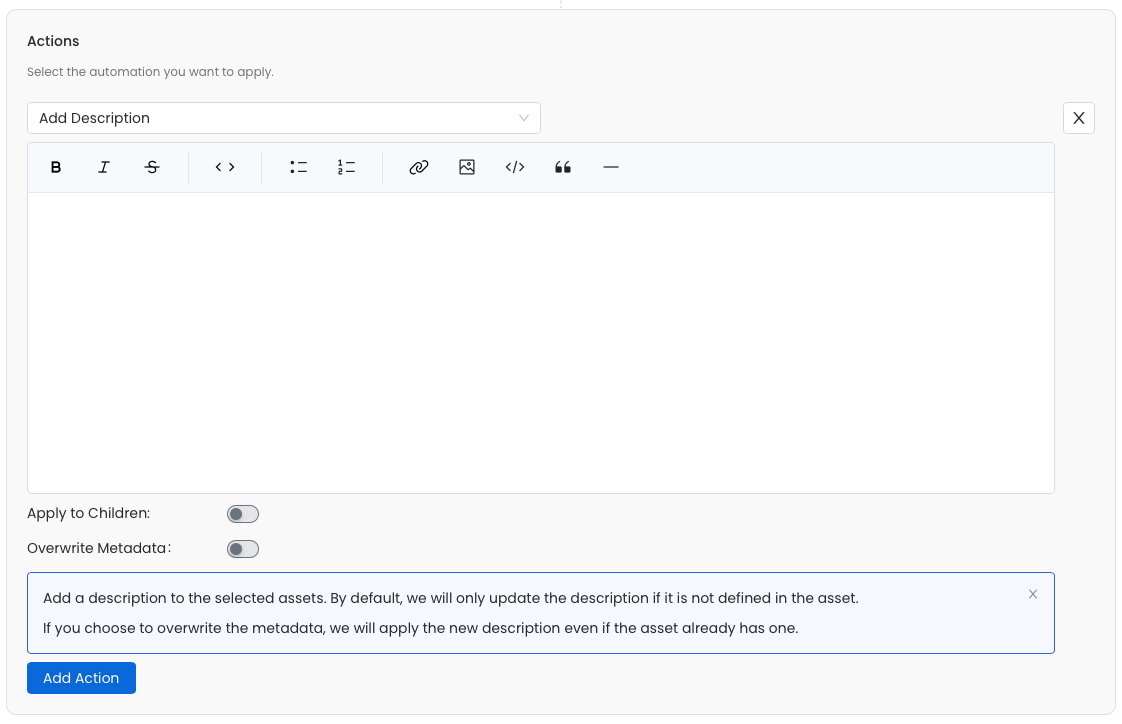 Actions
Select the automation you want to apply.
Add Description
X
B I S
Apply to Children:
Overwrite Metadata:
Add a description to the selected assets. By default, we will only update the description if it is not defined in the asset.
If you choose to overwrite the metadata, we will apply the new description even if the asset already has one.
Add Action